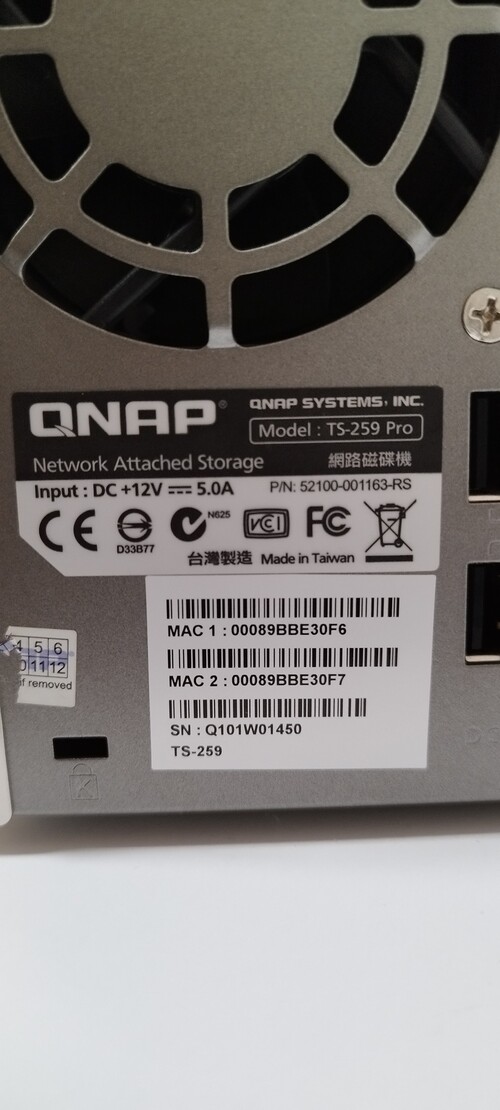 QNAP®
QNAP SYSTEMS, INC.
Model : TS-259 Pro
Network Attached Storage
網路磁碟機
Input : DC +12V 5.0A
P/N: 52100-001163-RS
CE
D33B77
N625
VCI
FC
台灣製造 Made in Taiwan
MAC 1 : 00089BBE30F6
MAC 2 : 00089BBE30F7
SN : Q101W01450
TS-259
4 5 6
11 12
if removed